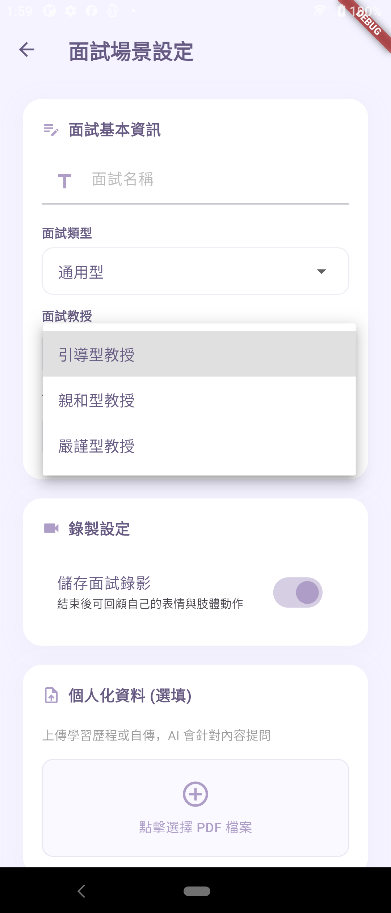 1:59
100%
DEBUG
面試場景設定
面試基本資訊
面試名稱
面試類型
通用型
面試教授
引導型教授
親和型教授
嚴謹型教授
錄製設定
儲存面試錄影
結束後可回顧自己的表情與肢體動作
個人化資料 (選填)
上傳學習歷程或自傳，AI 會針對內容提問
點擊選擇 PDF 檔案